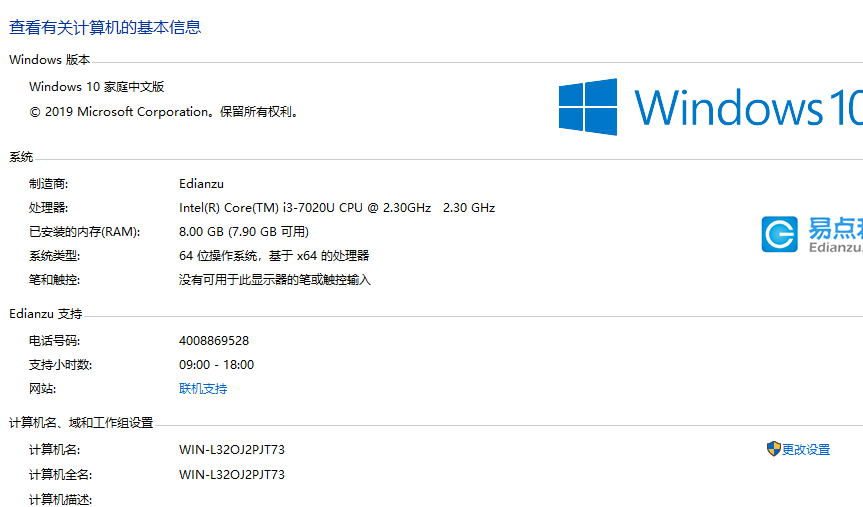 查看有关计算机的基本信息
Windows 版本
Windows 10 家庭中文版
© 2019 Microsoft Corporation。保留所有权利。
Windows 10
系统
制造商: Edianzu
处理器: Intel(R) Core(TM) i3-7020U CPU @ 2.30GHz 2.30 GHz
已安装的内存(RAM): 8.00 GB (7.90 GB 可用)
系统类型: 64 位操作系统，基于 x64 的处理器
笔和触控: 没有可用于此显示器的笔或触控输入
易点
Edianzu.
Edianzu 支持
电话号码: 4008869528
支持小时数: 09:00 - 18:00
网站: 联机支持
计算机名、域和工作组设置
计算机名: WIN-L32OJ2PJT73 更改设置
计算机全名: WIN-L32OJ2PJT73
计算机描述: